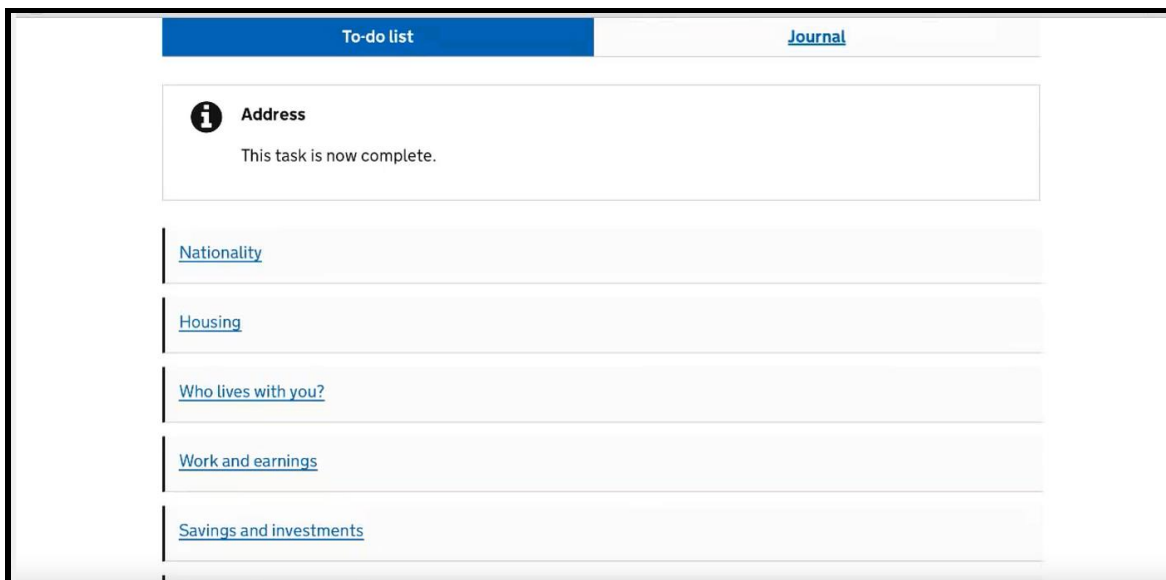 To-do list
Journal
Address
This task is now complete.
Nationality
Housing
Who lives with you?
Work and earnings
Savings and investments